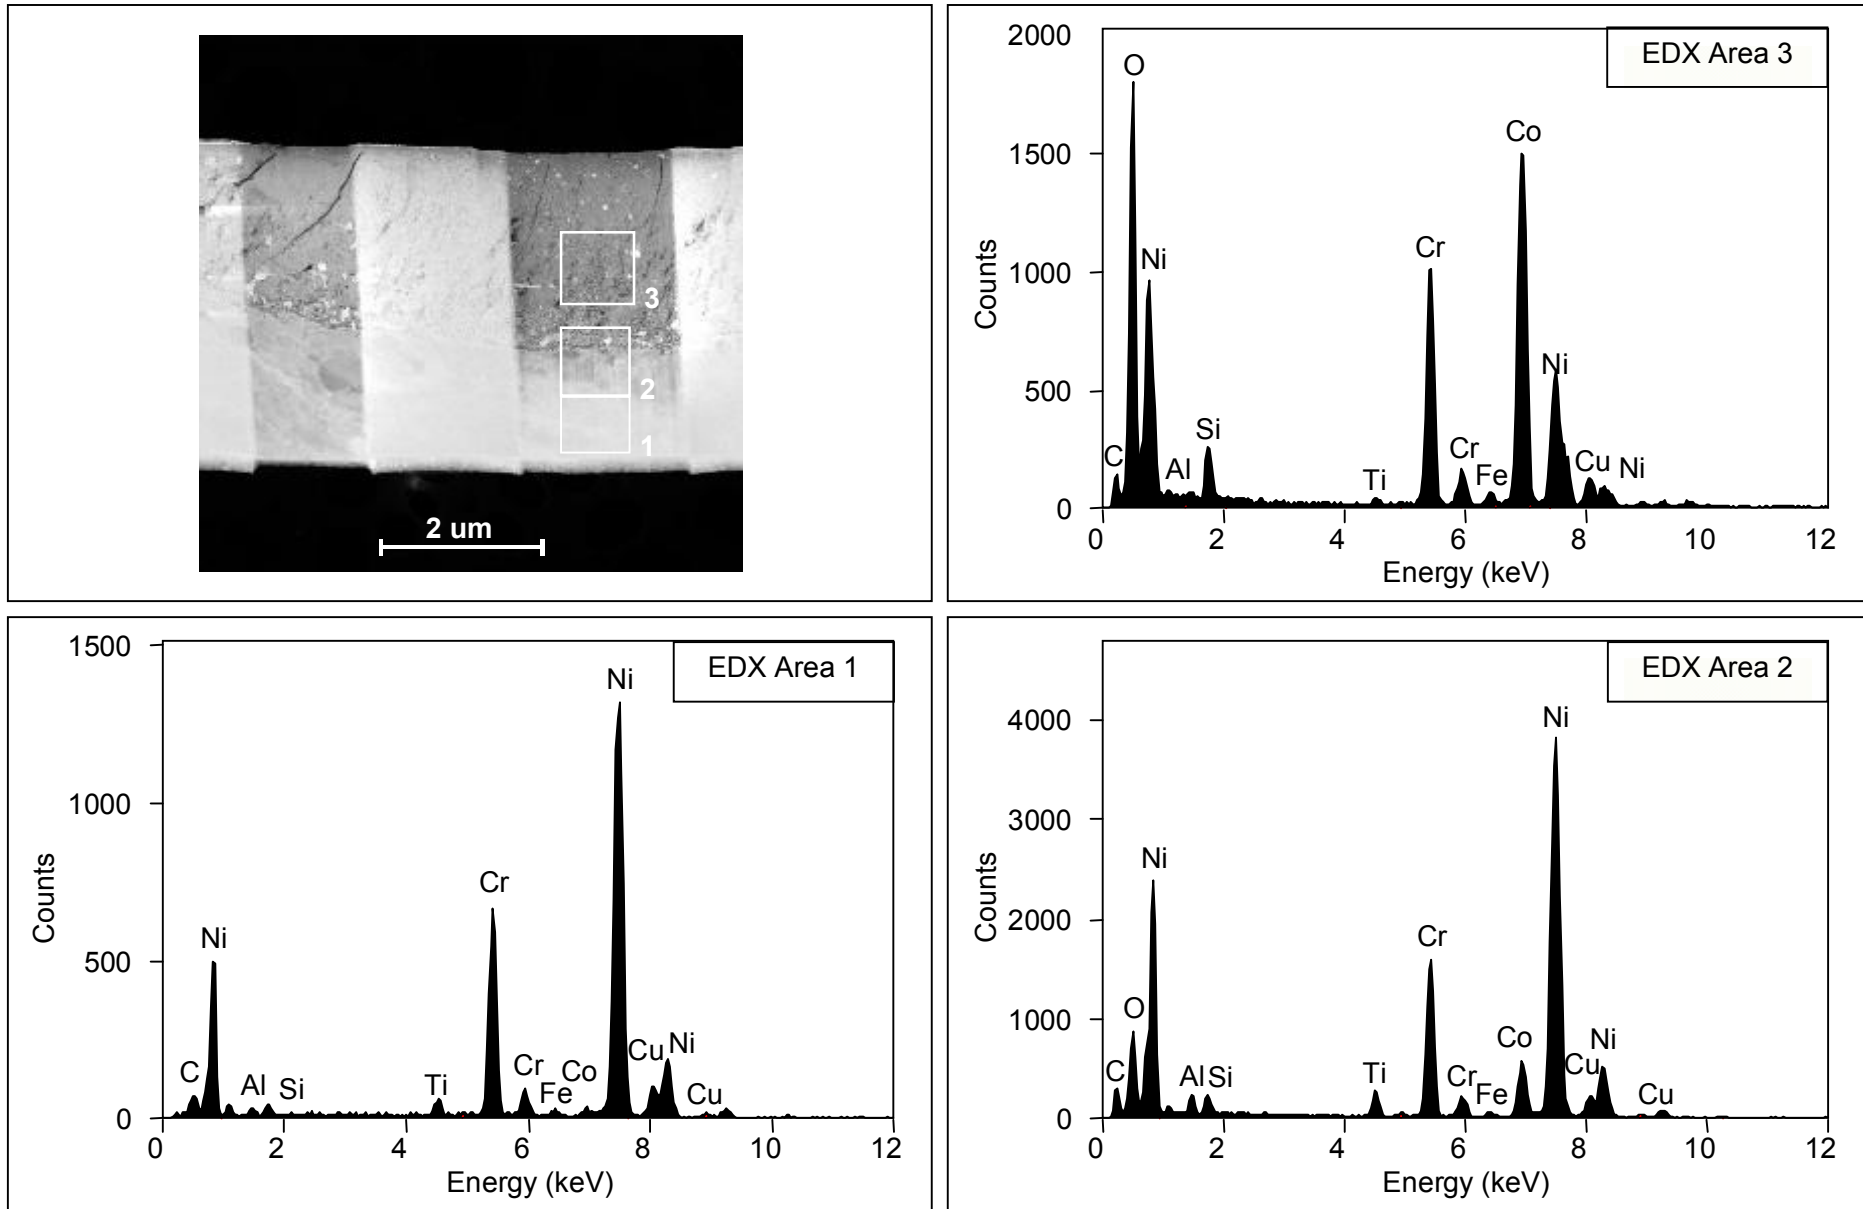 3
2
1
2 um
EDX Area 3
2000
1500
1000
500
0
Counts
O
Ni
C
Al
Si
Ti
Cr
Cr
Fe
Co
Ni
Cu
Ni
0 2 4 6 8 10 12
Energy (keV)
EDX Area 1
1500
1000
500
0
Counts
C
Ni
Al
Si
Ti
Cr
Cr
Fe
Co
Ni
Cu
Ni
Cu
0 2 4 6 8 10 12
Energy (keV)
EDX Area 2
4000
3000
2000
1000
0
Counts
C
O
Ni
Al
Si
Ti
Cr
Cr
Fe
Co
Ni
Cu
Ni
Cu
0 2 4 6 8 10 12
Energy (keV)